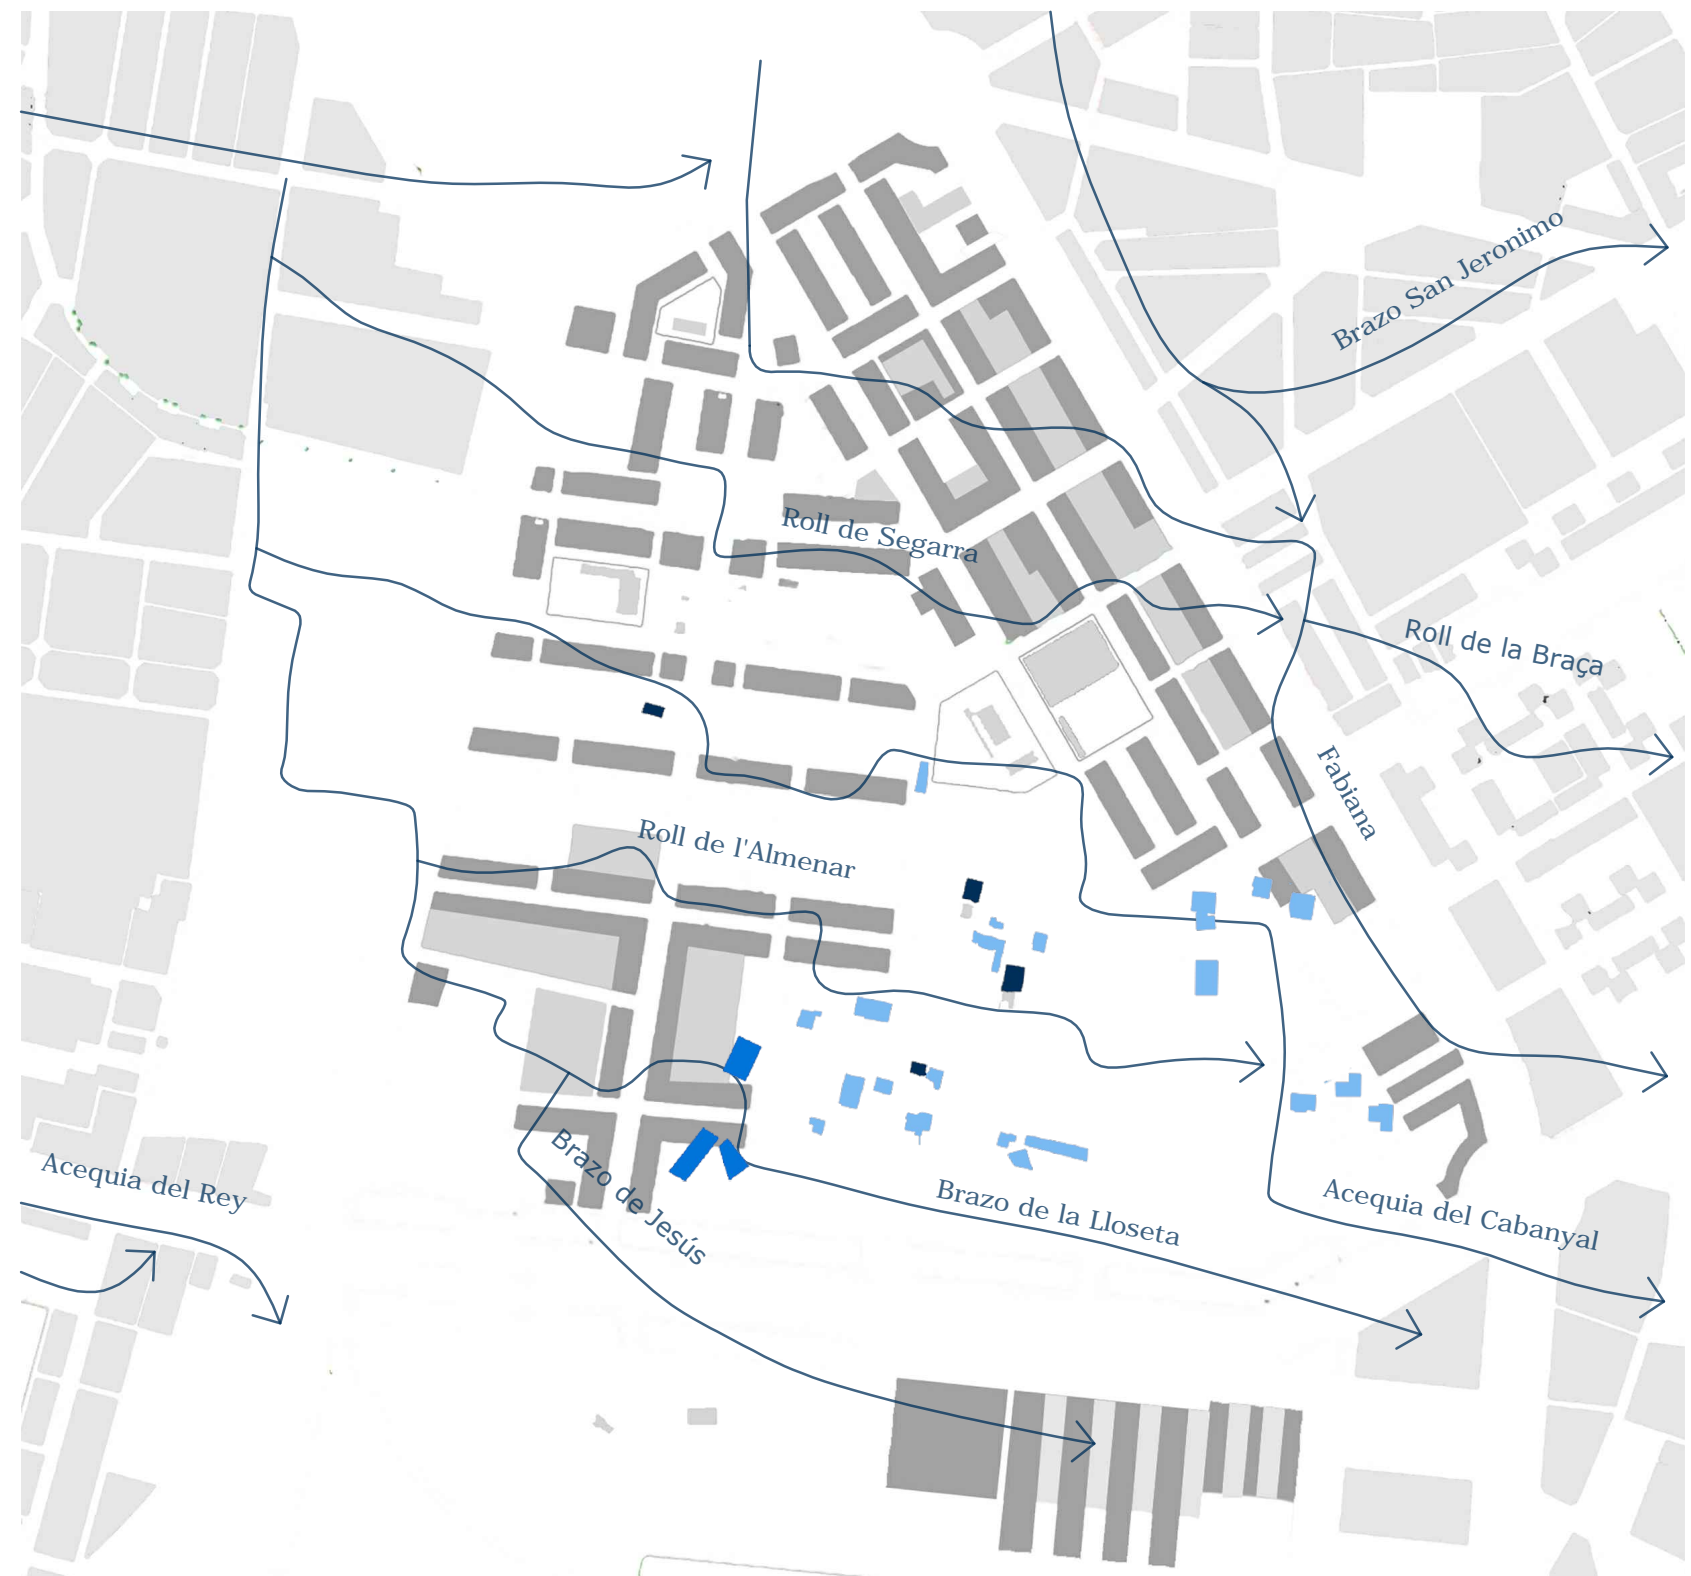 Brazo San Jeronimo
Roll de Segarra
Roll de la Braça
Fabiana
Roll de l'Almenar
Brazo de Jesús
Acequia del Rey
Brazo de la Lloseta
Acequia del Cabanyal